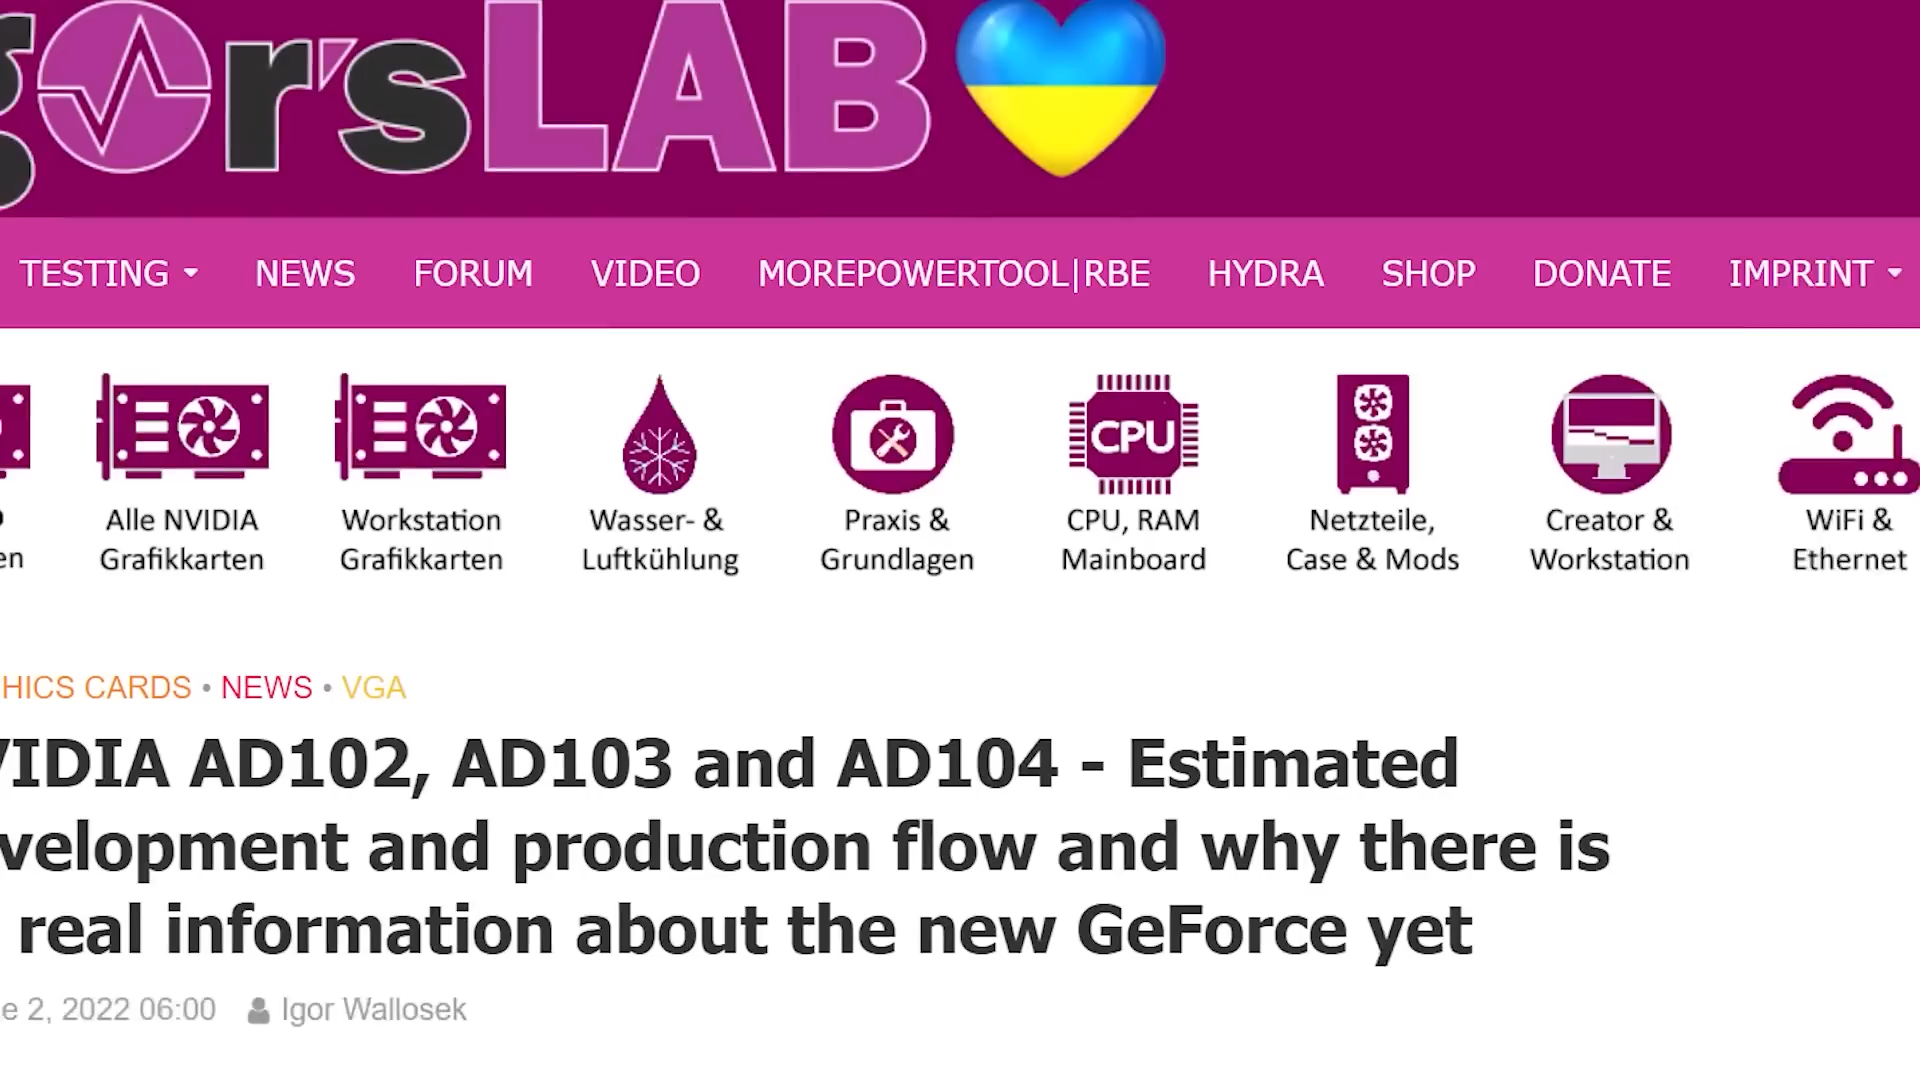 gor'sLAB
TESTING NEWS FORUM VIDEO MOREPOWERTOOL|RBE HYDRA SHOP DONATE IMPRINT
CPU
en Alle NVIDIA Workstation Wasser- & Praxis & CPU, RAM Netzteile, Creator & WiFi &
Grafikkarten Grafikkarten Luftkühlung Grundlagen Mainboard Case & Mods Workstation Ethernet
HICS CARDS • NEWS • VGA
VIDIA AD102, AD103 and AD104 - Estimated
velopment and production flow and why there is
real information about the new GeForce yet
e 2, 2022 06:00 Igor Wallosek